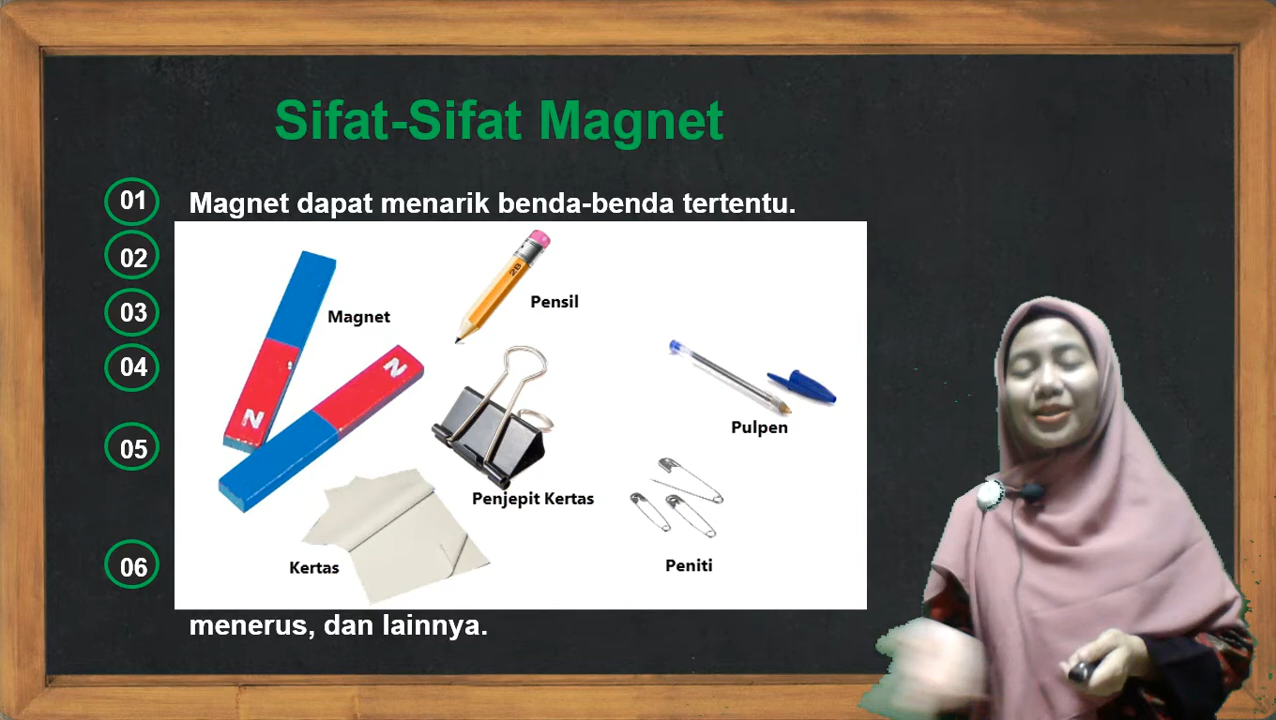 Sifat-Sifat Magnet
01 Magnet dapat menarik benda-benda tertentu.
02
03
04
05
06
2B
Pensil
Magnet
N
N
Pulpen
Penjepit Kertas
Kertas
Peniti
menerus, dan lainnya.